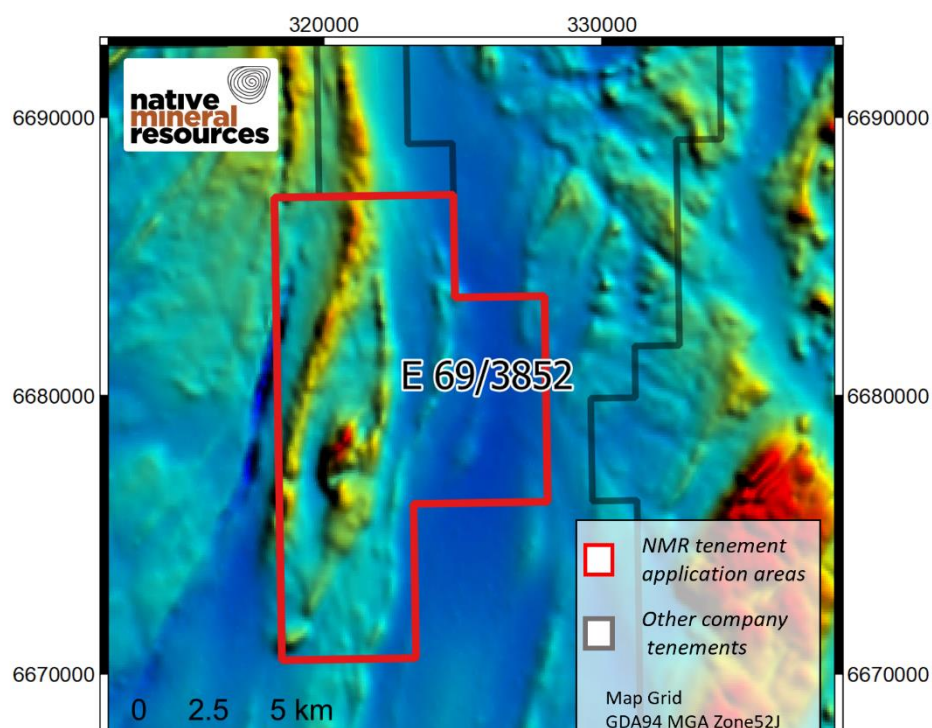 320000 330000
native
mineral
resources
6690000 6690000
E 69/3852
6680000 6680000
NMR tenement
application areas
Other company
tenements
6670000 6670000
Map Grid
GDA94 MGA Zone52J
0 2.5 5 km